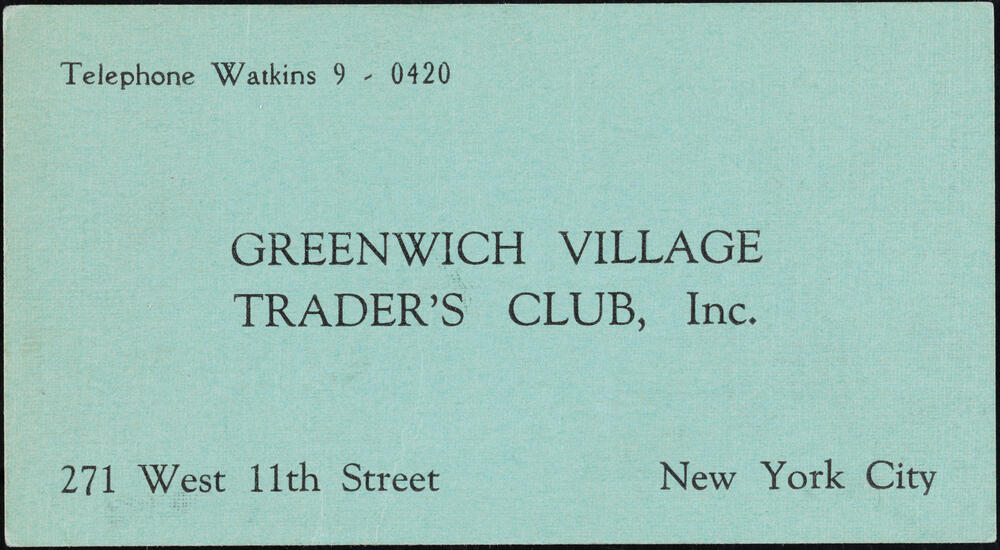 Telephone Watkins 9 - 0420
GREENWICH VILLAGE
TRADER'S CLUB, Inc.
271 West 11th Street New York City